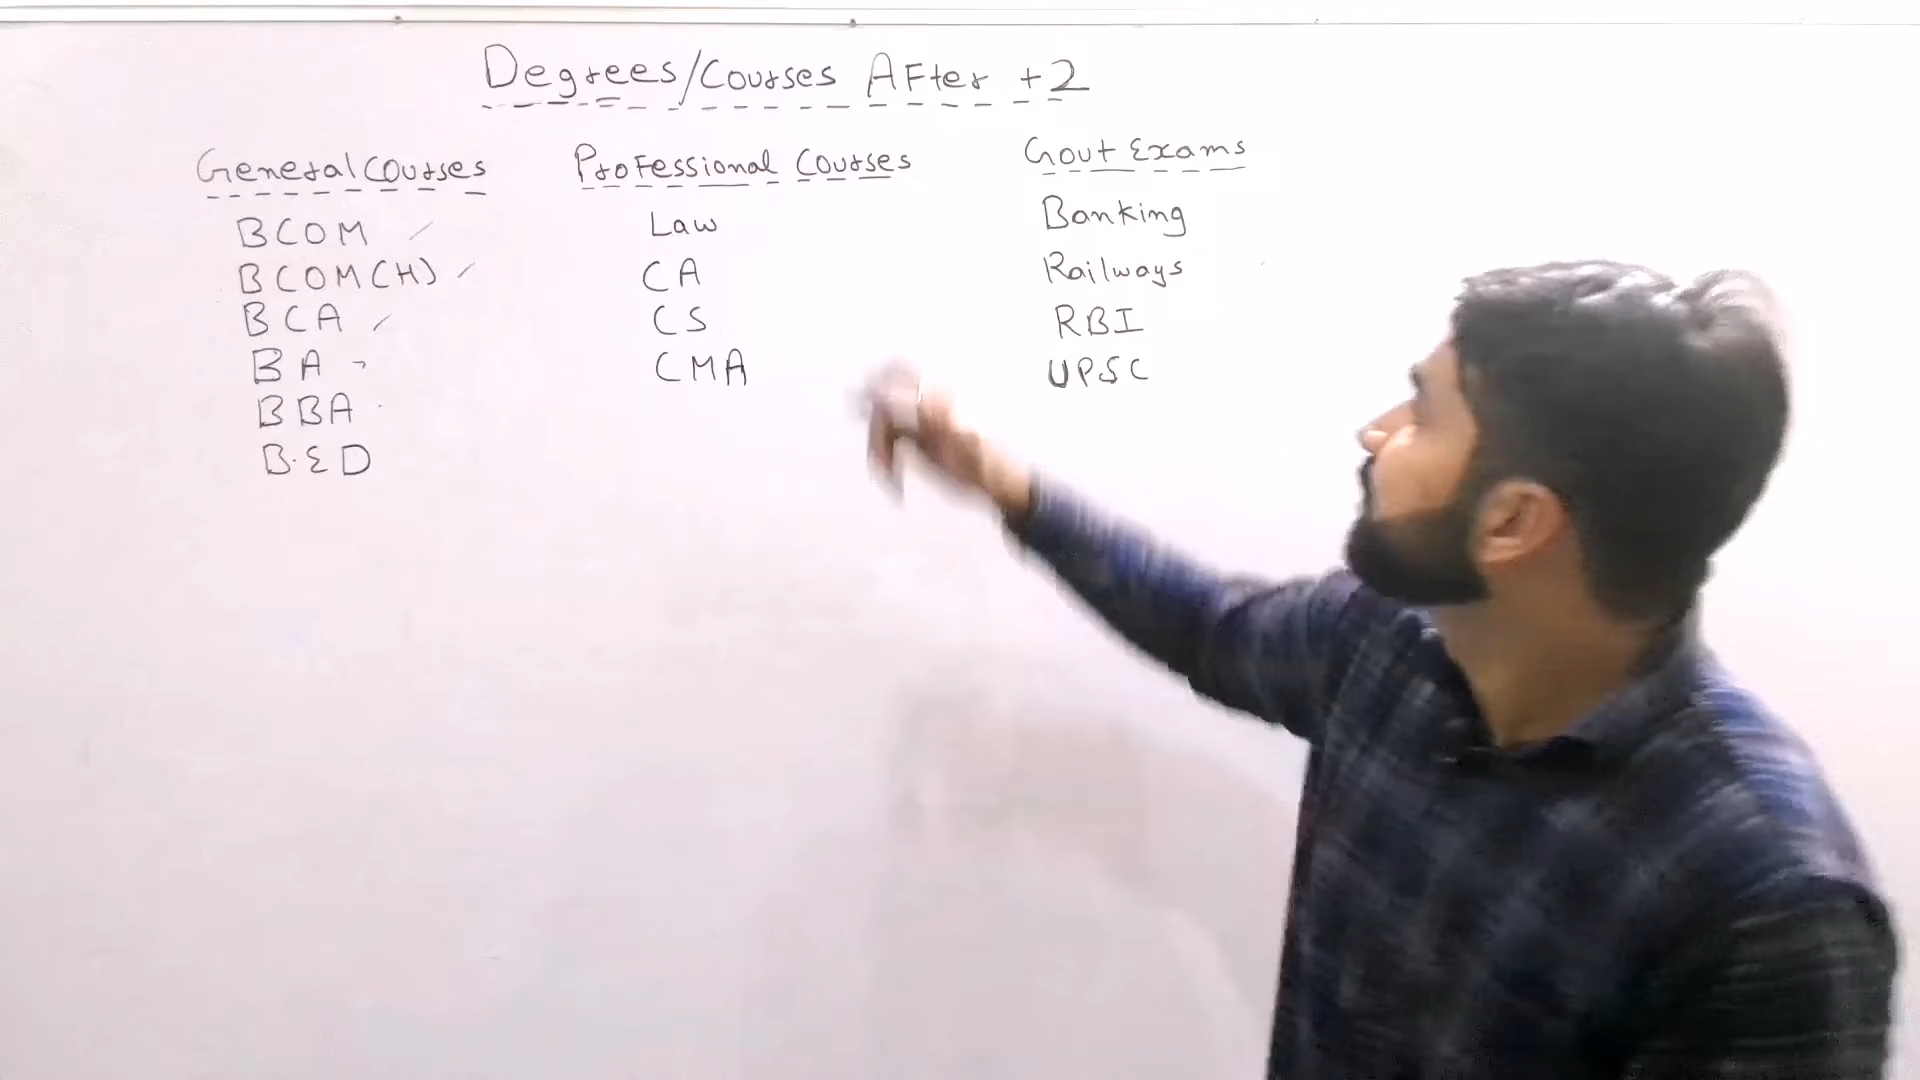 Degrees/Courses After +2
General Courses
BCOM
BCOM(H)
BCA
BA
BBA
B.ED
Professional Courses
Law
CA
CS
CMA
Govt Exams
Banking
Railways
RBI
UPSC